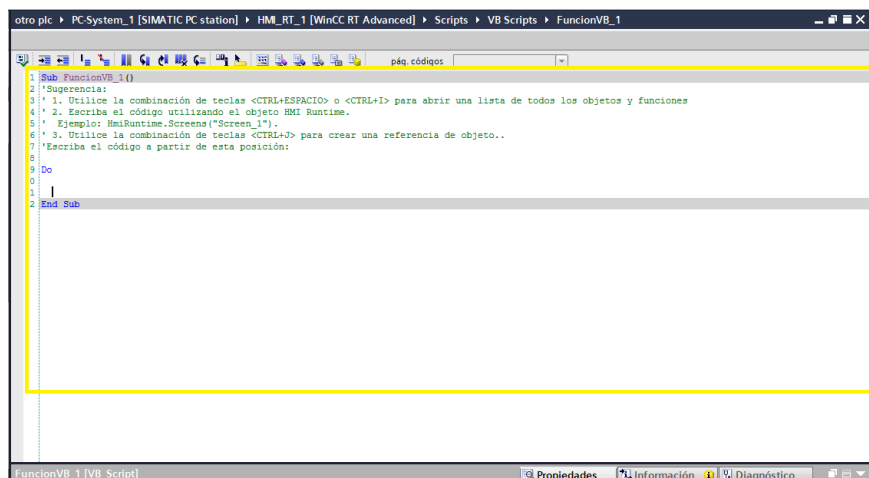 otro plc ▸ PC-System_1 [SIMATIC PC station] ▸ HMI_RT_1 [WinCC RT Advanced] ▸ Scripts ▸ VB Scripts ▸ FuncionVB_1
pág. códigos
1 Sub FuncionVB_1()
2 'Sugerencia:
3 ' 1. Utilice la combinación de teclas <CTRL+ESPACIO> o <CTRL+I> para abrir una lista de todos los objetos y funciones
4 ' 2. Escriba el código utilizando el objeto HMI Runtime.
5 '  Ejemplo: HmiRuntime.Screens("Screen_1").
6 ' 3. Utilice la combinación de teclas <CTRL+J> para crear una referencia de objeto..
7 'Escriba el código a partir de esta posición:
8
9 Do
0
1
2 End Sub
FuncionVB_1 [VB Script]
Propiedades
Información
Diagnóstico